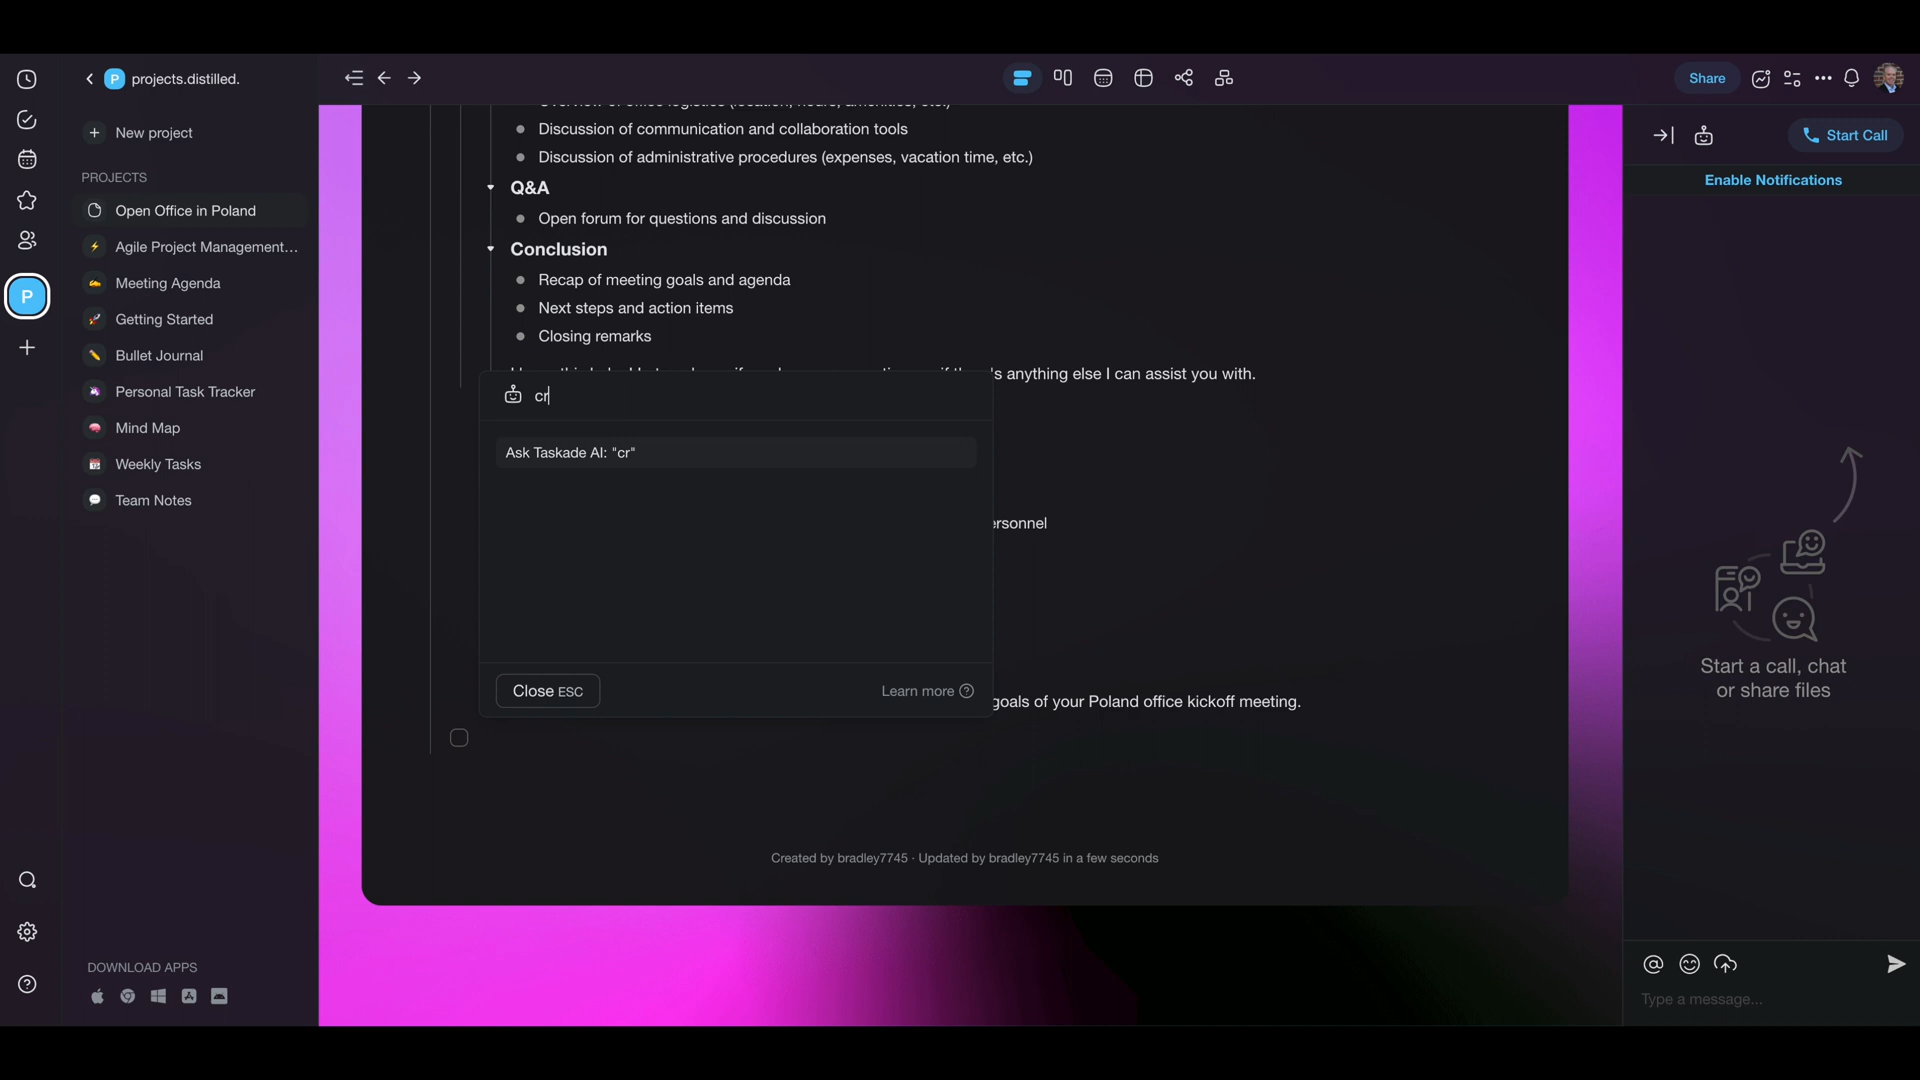 P projects.distilled.
Share
New project
PROJECTS
Open Office in Poland
Agile Project Management...
Meeting Agenda
Getting Started
Bullet Journal
Personal Task Tracker
Mind Map
Weekly Tasks
Team Notes
P
DOWNLOAD APPS
Discussion of communication and collaboration tools
Discussion of administrative procedures (expenses, vacation time, etc.)
Q&A
Open forum for questions and discussion
Conclusion
Recap of meeting goals and agenda
Next steps and action items
Closing remarks
anything else I can assist you with.
cr
Ask Taskade AI: "cr"
Close ESC
Learn more
goals of your Poland office kickoff meeting.
Created by bradley7745 · Updated by bradley7745 in a few seconds
Start Call
Enable Notifications
Start a call, chat
or share files
Type a message...